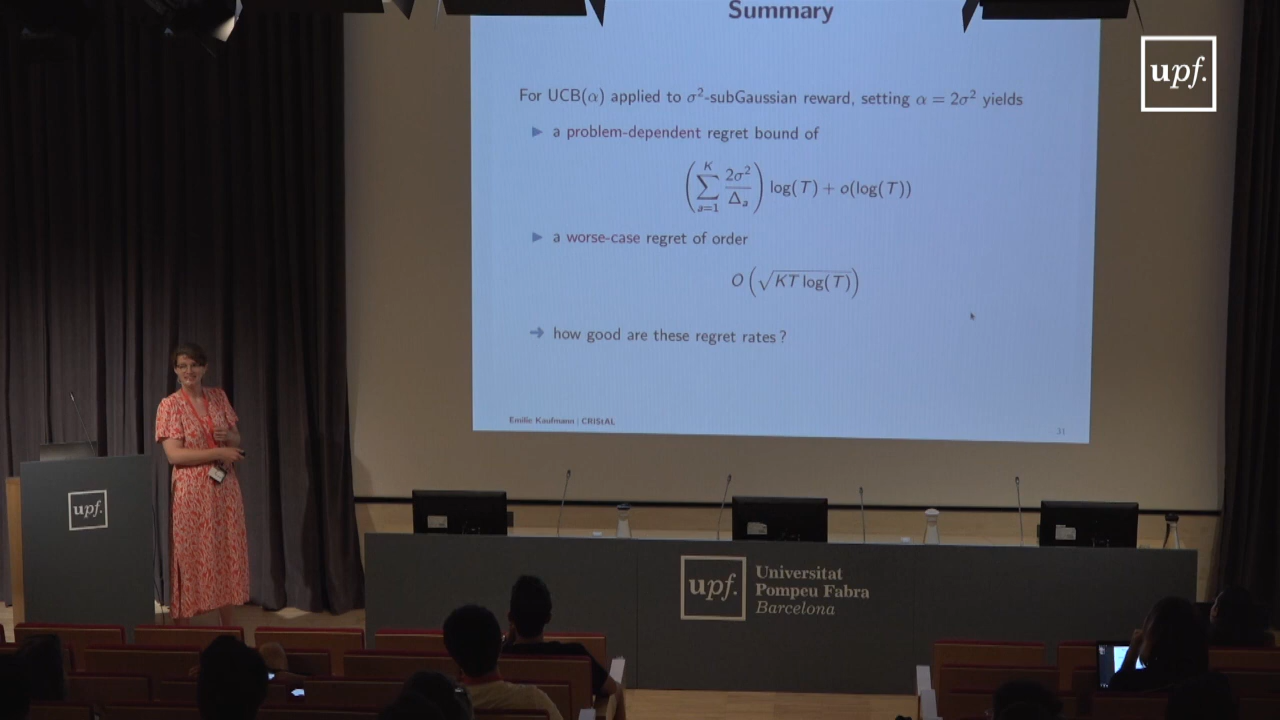 Summary
upf.
For UCB(α) applied to σ²-subGaussian reward, setting α = 2σ² yields
▶ a problem-dependent regret bound of
(∑_{a=1}^{K} 2σ²/Δ_a) log(T) + o(log(T))
▶ a worse-case regret of order
O(√(KT log(T)))
➔ how good are these regret rates ?
Emilie Kaufmann | CRIStAL
31
upf.
upf.
Universitat
Pompeu Fabra
Barcelona